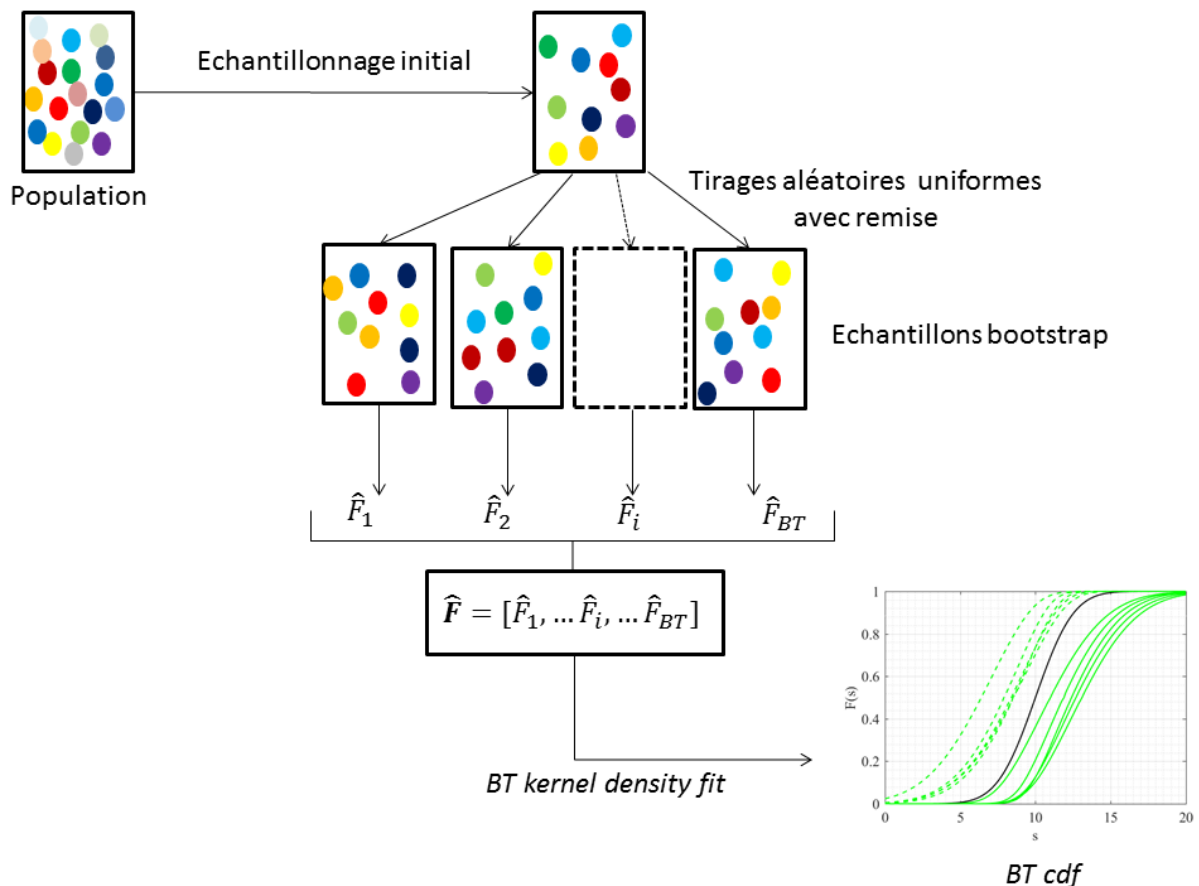 Echantillonnage initial
Population
Tirages aléatoires uniformes
avec remise
Echantillons bootstrap
F̂₁ F̂₂ F̂ᵢ F̂_BT
F̂ = [F̂₁, … F̂ᵢ, … F̂_BT]
BT kernel density fit
1
0.8
0.6
0.4
0.2
0
F(s)
0 5 10 15 20
s
BT cdf